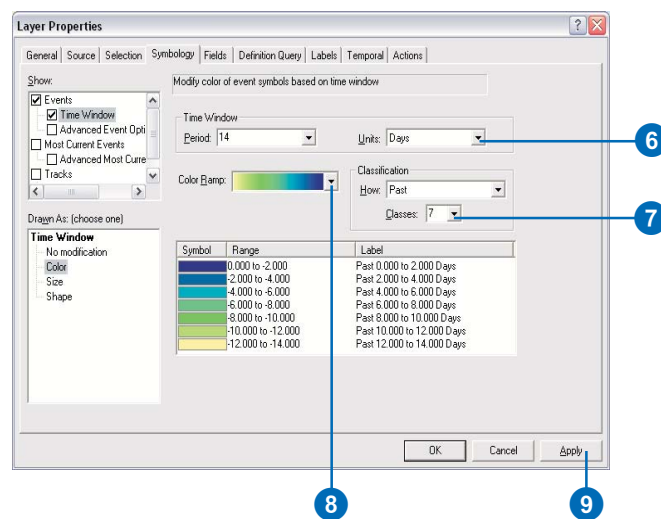 Layer Properties
General Source Selection Symbology Fields Definition Query Labels Temporal Actions
Show:
Events
Time Window
Advanced Event Opti
Most Current Events
Advanced Most Curre
Tracks
Modify color of event symbols based on time window
Time Window
Period: 14 Units: Days
6
Color Ramp:
Classification
How: Past
Classes: 7
7
Drawn As: (choose one)
Time Window
No modification
Color
Size
Shape
Symbol Range Label
0.000 to -2.000 Past 0.000 to 2.000 Days
-2.000 to -4.000 Past 2.000 to 4.000 Days
-4.000 to -6.000 Past 4.000 to 6.000 Days
-6.000 to -8.000 Past 6.000 to 8.000 Days
-8.000 to -10.000 Past 8.000 to 10.000 Days
-10.000 to -12.000 Past 10.000 to 12.000 Days
-12.000 to -14.000 Past 12.000 to 14.000 Days
OK Cancel Apply
8 9